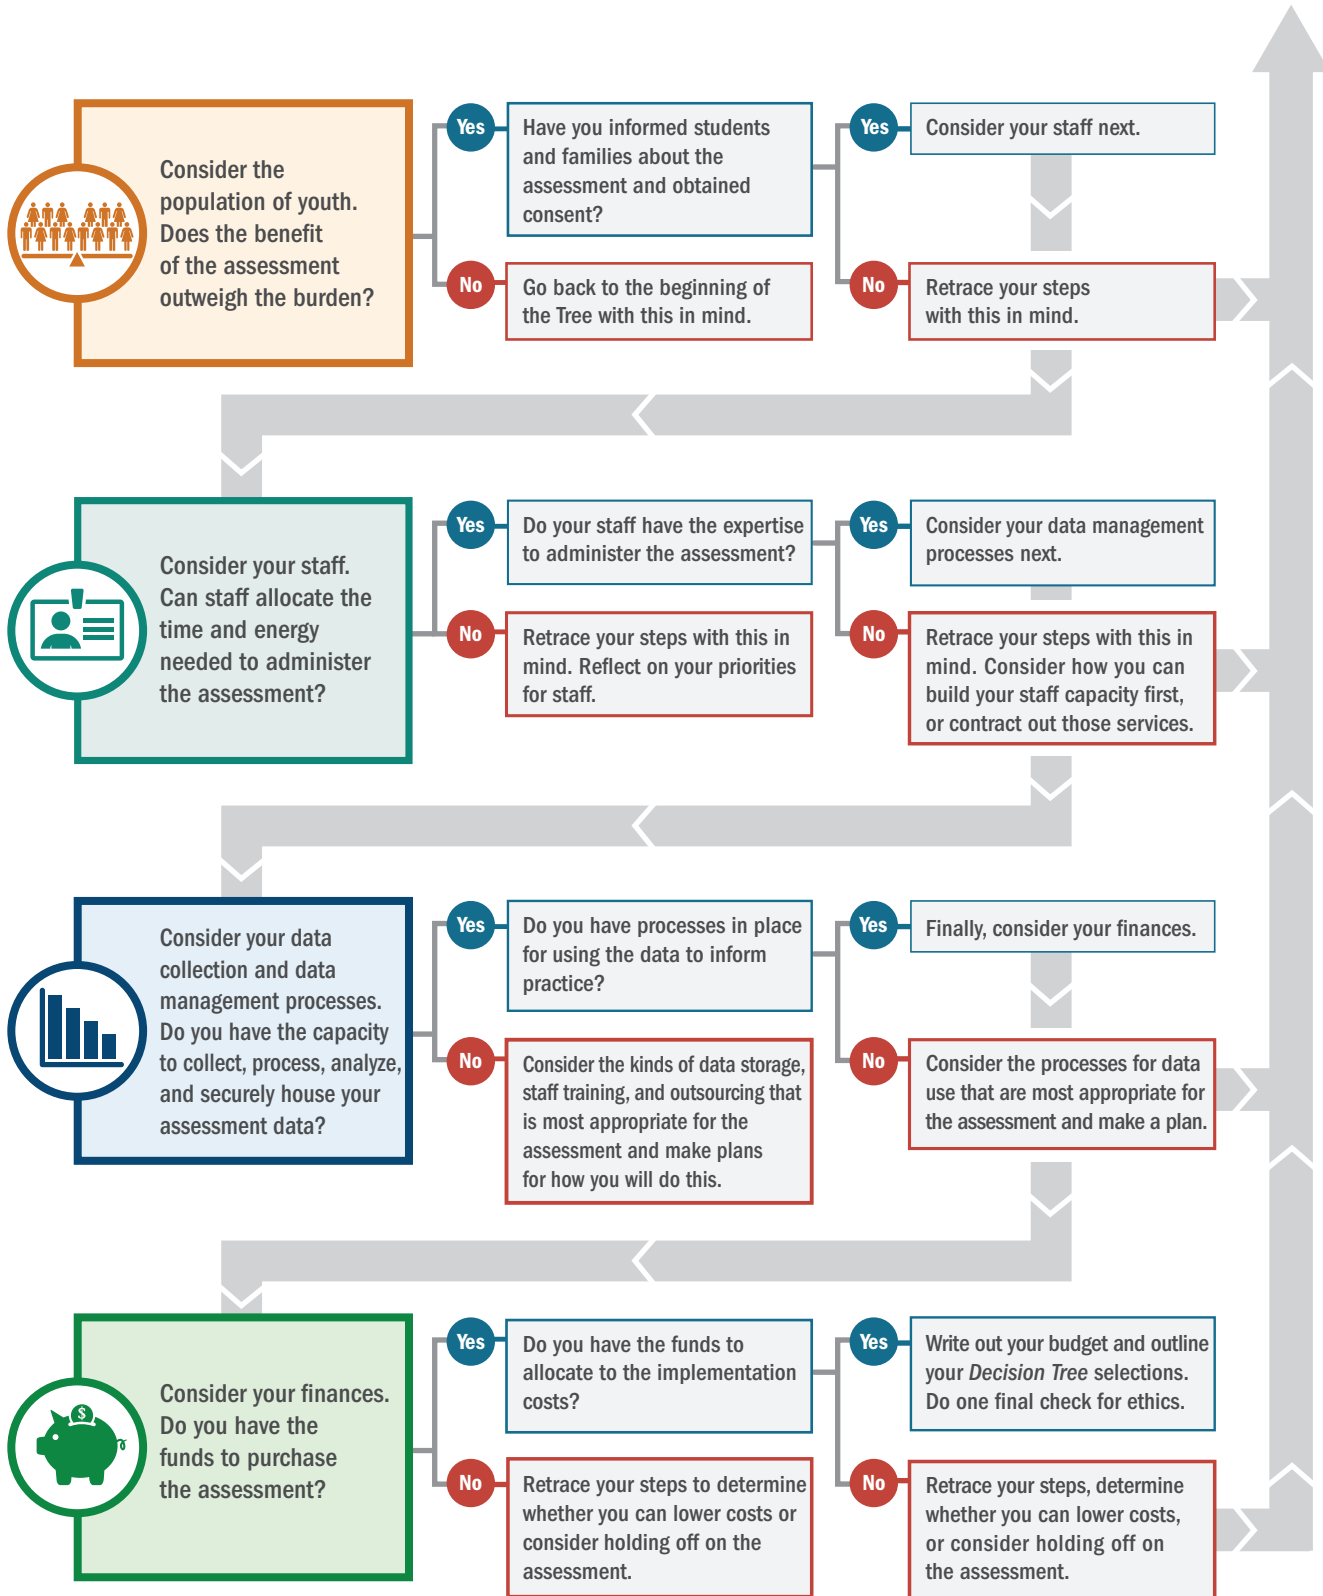 Consider the
population of youth.
Does the benefit
of the assessment
outweigh the burden?
Yes
Have you informed students
and families about the
assessment and obtained
consent?
Yes
Consider your staff next.
No
Go back to the beginning of
the Tree with this in mind.
No
Retrace your steps
with this in mind.
Consider your staff.
Can staff allocate the
time and energy
needed to administer
the assessment?
Yes
Do your staff have the expertise
to administer the assessment?
Yes
Consider your data management
processes next.
No
Retrace your steps with this in
mind. Reflect on your priorities
for staff.
No
Retrace your steps with this in
mind. Consider how you can
build your staff capacity first,
or contract out those services.
Consider your data
collection and data
management processes.
Do you have the capacity
to collect, process, analyze,
and securely house your
assessment data?
Yes
Do you have processes in place
for using the data to inform
practice?
Yes
Finally, consider your finances.
No
Consider the kinds of data storage,
staff training, and outsourcing that
is most appropriate for the
assessment and make plans
for how you will do this.
No
Consider the processes for data
use that are most appropriate for
the assessment and make a plan.
$
Consider your finances.
Do you have the
funds to purchase
the assessment?
Yes
Do you have the funds to
allocate to the implementation
costs?
Yes
Write out your budget and outline
your Decision Tree selections.
Do one final check for ethics.
No
Retrace your steps to determine
whether you can lower costs or
consider holding off on the
assessment.
No
Retrace your steps, determine
whether you can lower costs,
or consider holding off on
the assessment.